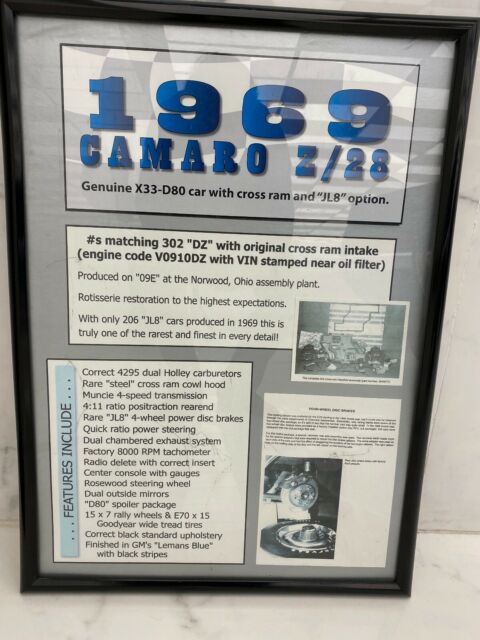 1969
CAMARO Z/28
Genuine X33-D80 car with cross ram and "JL8" option.
#s matching 302 "DZ" with original cross ram intake
(engine code V0910DZ with VIN stamped near oil filter)
Produced on "09E" at the Norwood, Ohio assembly plant.
Rotisserie restoration to the highest expectations.
With only 206 "JL8" cars produced in 1969 this is
truly one of the rarest and finest in every detail!
...FEATURES INCLUDE...
Correct 4295 dual Holley carburetors
Rare "steel" cross ram cowl hood
Muncie 4-speed transmission
4:11 ratio positraction rearend
Rare "JL8" 4-wheel power disc brakes
Quick ratio power steering
Dual chambered exhaust system
Factory 8000 RPM tachometer
Radio delete with correct insert
Center console with gauges
Rosewood steering wheel
Dual outside mirrors
"D80" spoiler package
15 x 7 rally wheels & E70 x 15
Goodyear wide tread tires
Correct black standard upholstery
Finished in GM's "Lemans Blue"
with black stripes
FOUR-WHEEL DISC BRAKES